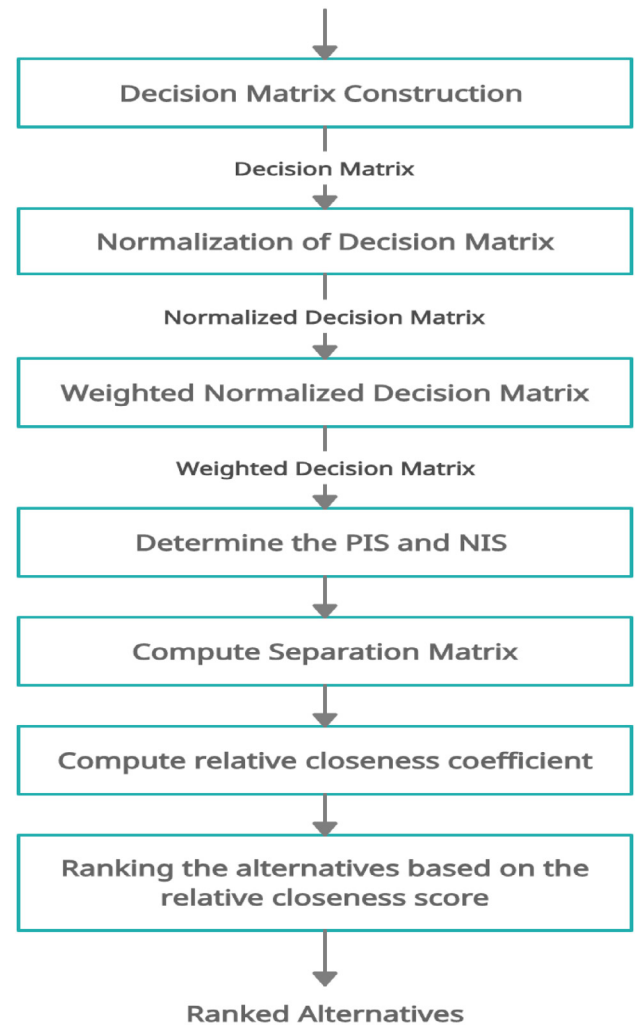 Decision Matrix Construction
Decision Matrix
Normalization of Decision Matrix
Normalized Decision Matrix
Weighted Normalized Decision Matrix
Weighted Decision Matrix
Determine the PIS and NIS
Compute Separation Matrix
Compute relative closeness coefficient
Ranking the alternatives based on the
relative closeness score
Ranked Alternatives